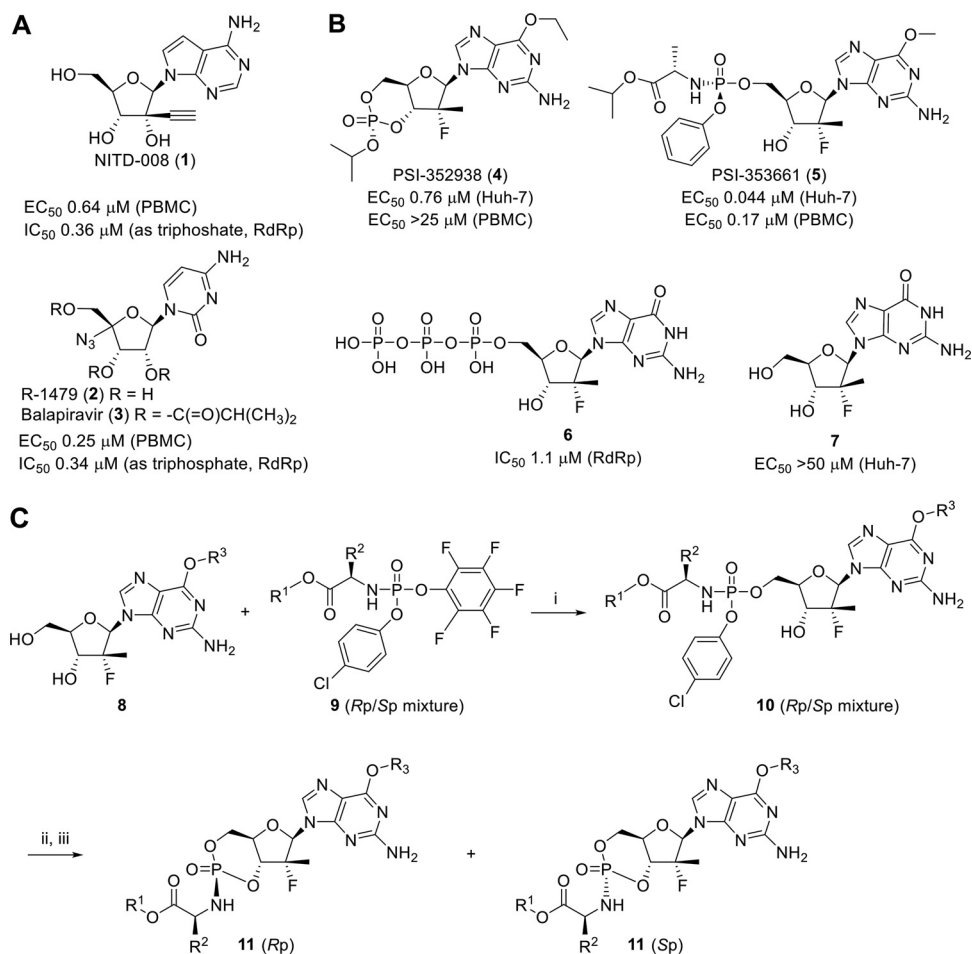 A
NH₂
N
N
N
HO
O
HO
OH
NITD-008 (1)
EC₅₀ 0.64 μM (PBMC)
IC₅₀ 0.36 μM (as triphoshate, RdRp)
NH₂
N
N
O
RO
O
N₃
RO
OR
R-1479 (2) R = H
Balapiravir (3) R = -C(=O)CH(CH₃)₂
EC₅₀ 0.25 μM (PBMC)
IC₅₀ 0.34 μM (as triphosphate, RdRp)
B
O
N
N
N
N
NH₂
O
O
O=P
O
O
F
PSI-352938 (4)
EC₅₀ 0.76 μM (Huh-7)
EC₅₀ >25 μM (PBMC)
O
N
N
N
N
NH₂
O
O
N
H
O
P
O
O
O
HO
F
PSI-353661 (5)
EC₅₀ 0.044 μM (Huh-7)
EC₅₀ 0.17 μM (PBMC)
O
N
NH
N
N
NH₂
O
O
O
HO-P-O-P-O-P-O
OH
OH
OH
O
HO
F
6
IC₅₀ 1.1 μM (RdRp)
O
N
NH
N
N
NH₂
HO
O
HO
F
7
EC₅₀ >50 μM (Huh-7)
C
O-R³
N
N
N
N
NH₂
HO
O
HO
F
8
+
R²
R¹
O
O
N
H
O
P
O
O
F
F
F
F
F
Cl
9 (Rp/Sp mixture)
i
R²
R¹
O
O
N
H
O
P
O
O
O
HO
F
N
N
N
N
NH₂
O-R³
Cl
10 (Rp/Sp mixture)
ii, iii
O-R₃
N
N
N
N
NH₂
O
O
O=P
O
F
NH
O
R¹
O
R²
11 (Rp)
+
O-R₃
N
N
N
N
NH₂
O
O
O=P
O
F
NH
O
R¹
O
R²
11 (Sp)